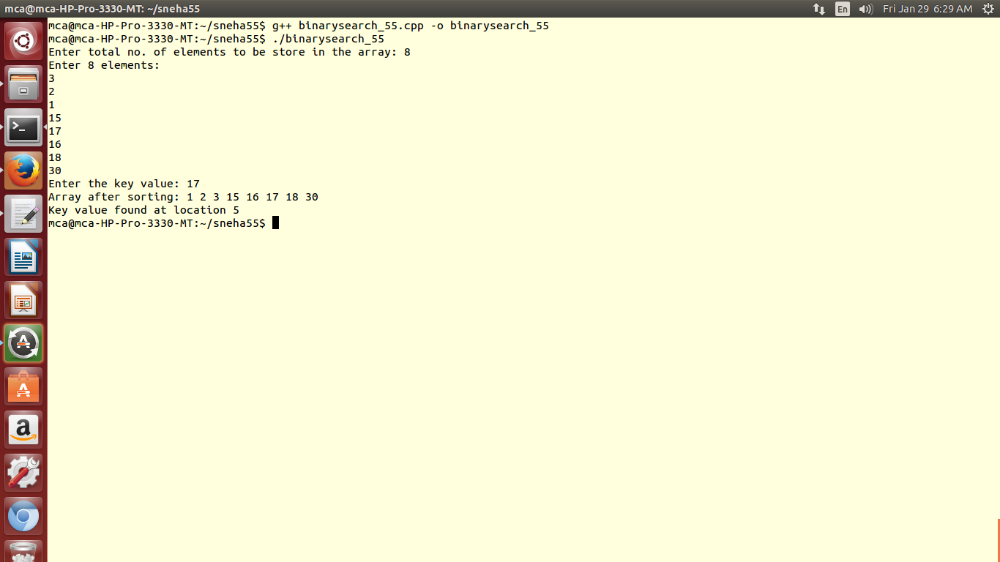 mca@mca-HP-Pro-3330-MT: ~/sneha55
En
Fri Jan 29 6:29 AM
mca@mca-HP-Pro-3330-MT:~/sneha55$ g++ binarysearch_55.cpp -o binarysearch_55
mca@mca-HP-Pro-3330-MT:~/sneha55$ ./binarysearch_55
Enter total no. of elements to be store in the array: 8
Enter 8 elements:
3
2
1
15
17
16
18
30
Enter the key value: 17
Array after sorting: 1 2 3 15 16 17 18 30
Key value found at location 5
mca@mca-HP-Pro-3330-MT:~/sneha55$